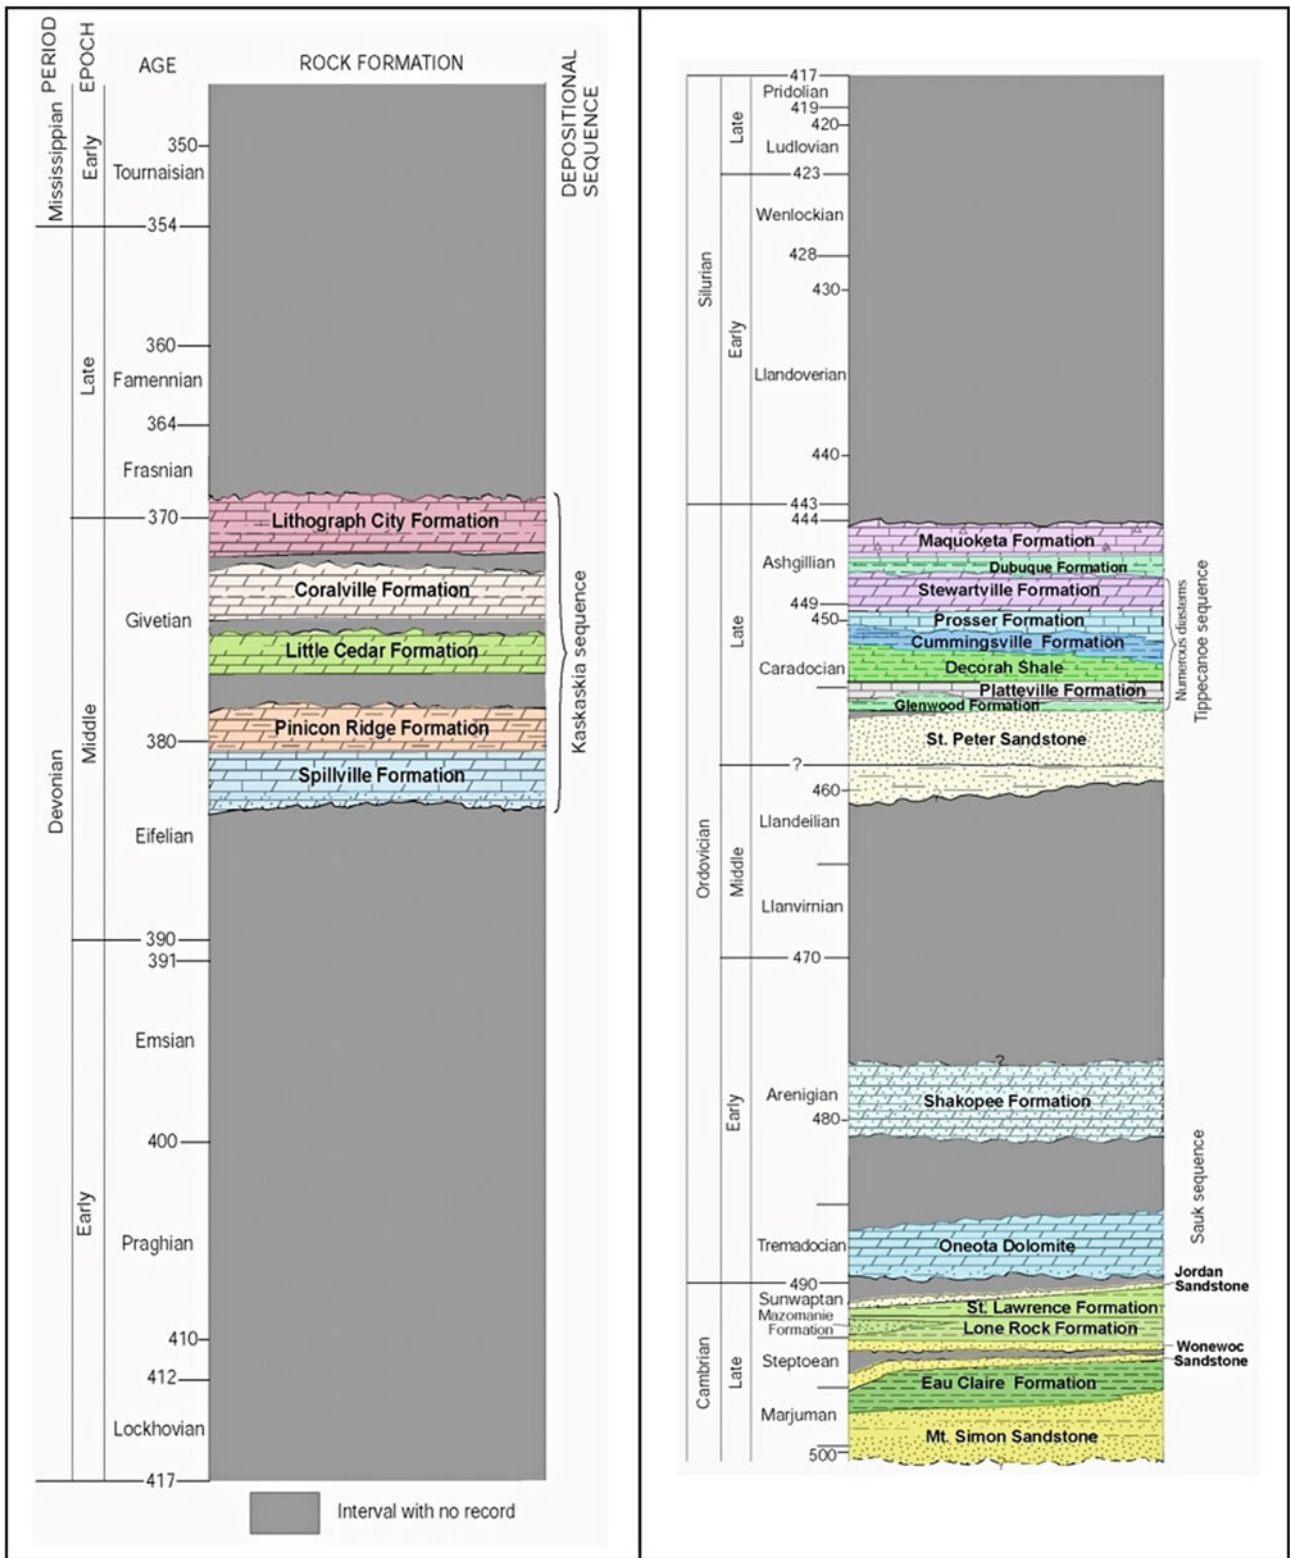 PERIOD
EPOCH
AGE
ROCK FORMATION
DEPOSITIONAL
SEQUENCE
Mississippian
Early
350
Tournaisian
354
Devonian
Late
360
Famennian
364
Frasnian
370
Lithograph City Formation
Coralville Formation
Givetian
Little Cedar Formation
Kaskaskia sequence
Middle
Pinicon Ridge Formation
380
Spillville Formation
Eifelian
390
391
Emsian
400
Early
Praghian
410
412
Lockhovian
417
Interval with no record
417
Pridolian
419
420
Late
Ludlovian
423
Silurian
Wenlockian
428
430
Early
Llandoverian
440
443
444
Maquoketa Formation
Ashgillian
Dubuque Formation
Stewartville Formation
449
450
Prosser Formation
Cummingsville Formation
Late
Caradocian
Decorah Shale
Platteville Formation
Glenwood Formation
Numerous diastems
Tippecanoe sequence
St. Peter Sandstone
?
460
?
Llandeilian
Ordovician
Middle
Llanvirnian
470
?
Arenigian
Shakopee Formation
480
Early
Sauk sequence
Tremadocian
Oneota Dolomite
490
Jordan
Sandstone
Sunwaptan
St. Lawrence Formation
Mazomanie
Formation
Lone Rock Formation
Wonewoc
Sandstone
Steptoean
Cambrian
Late
Eau Claire Formation
Marjuman
Mt. Simon Sandstone
500